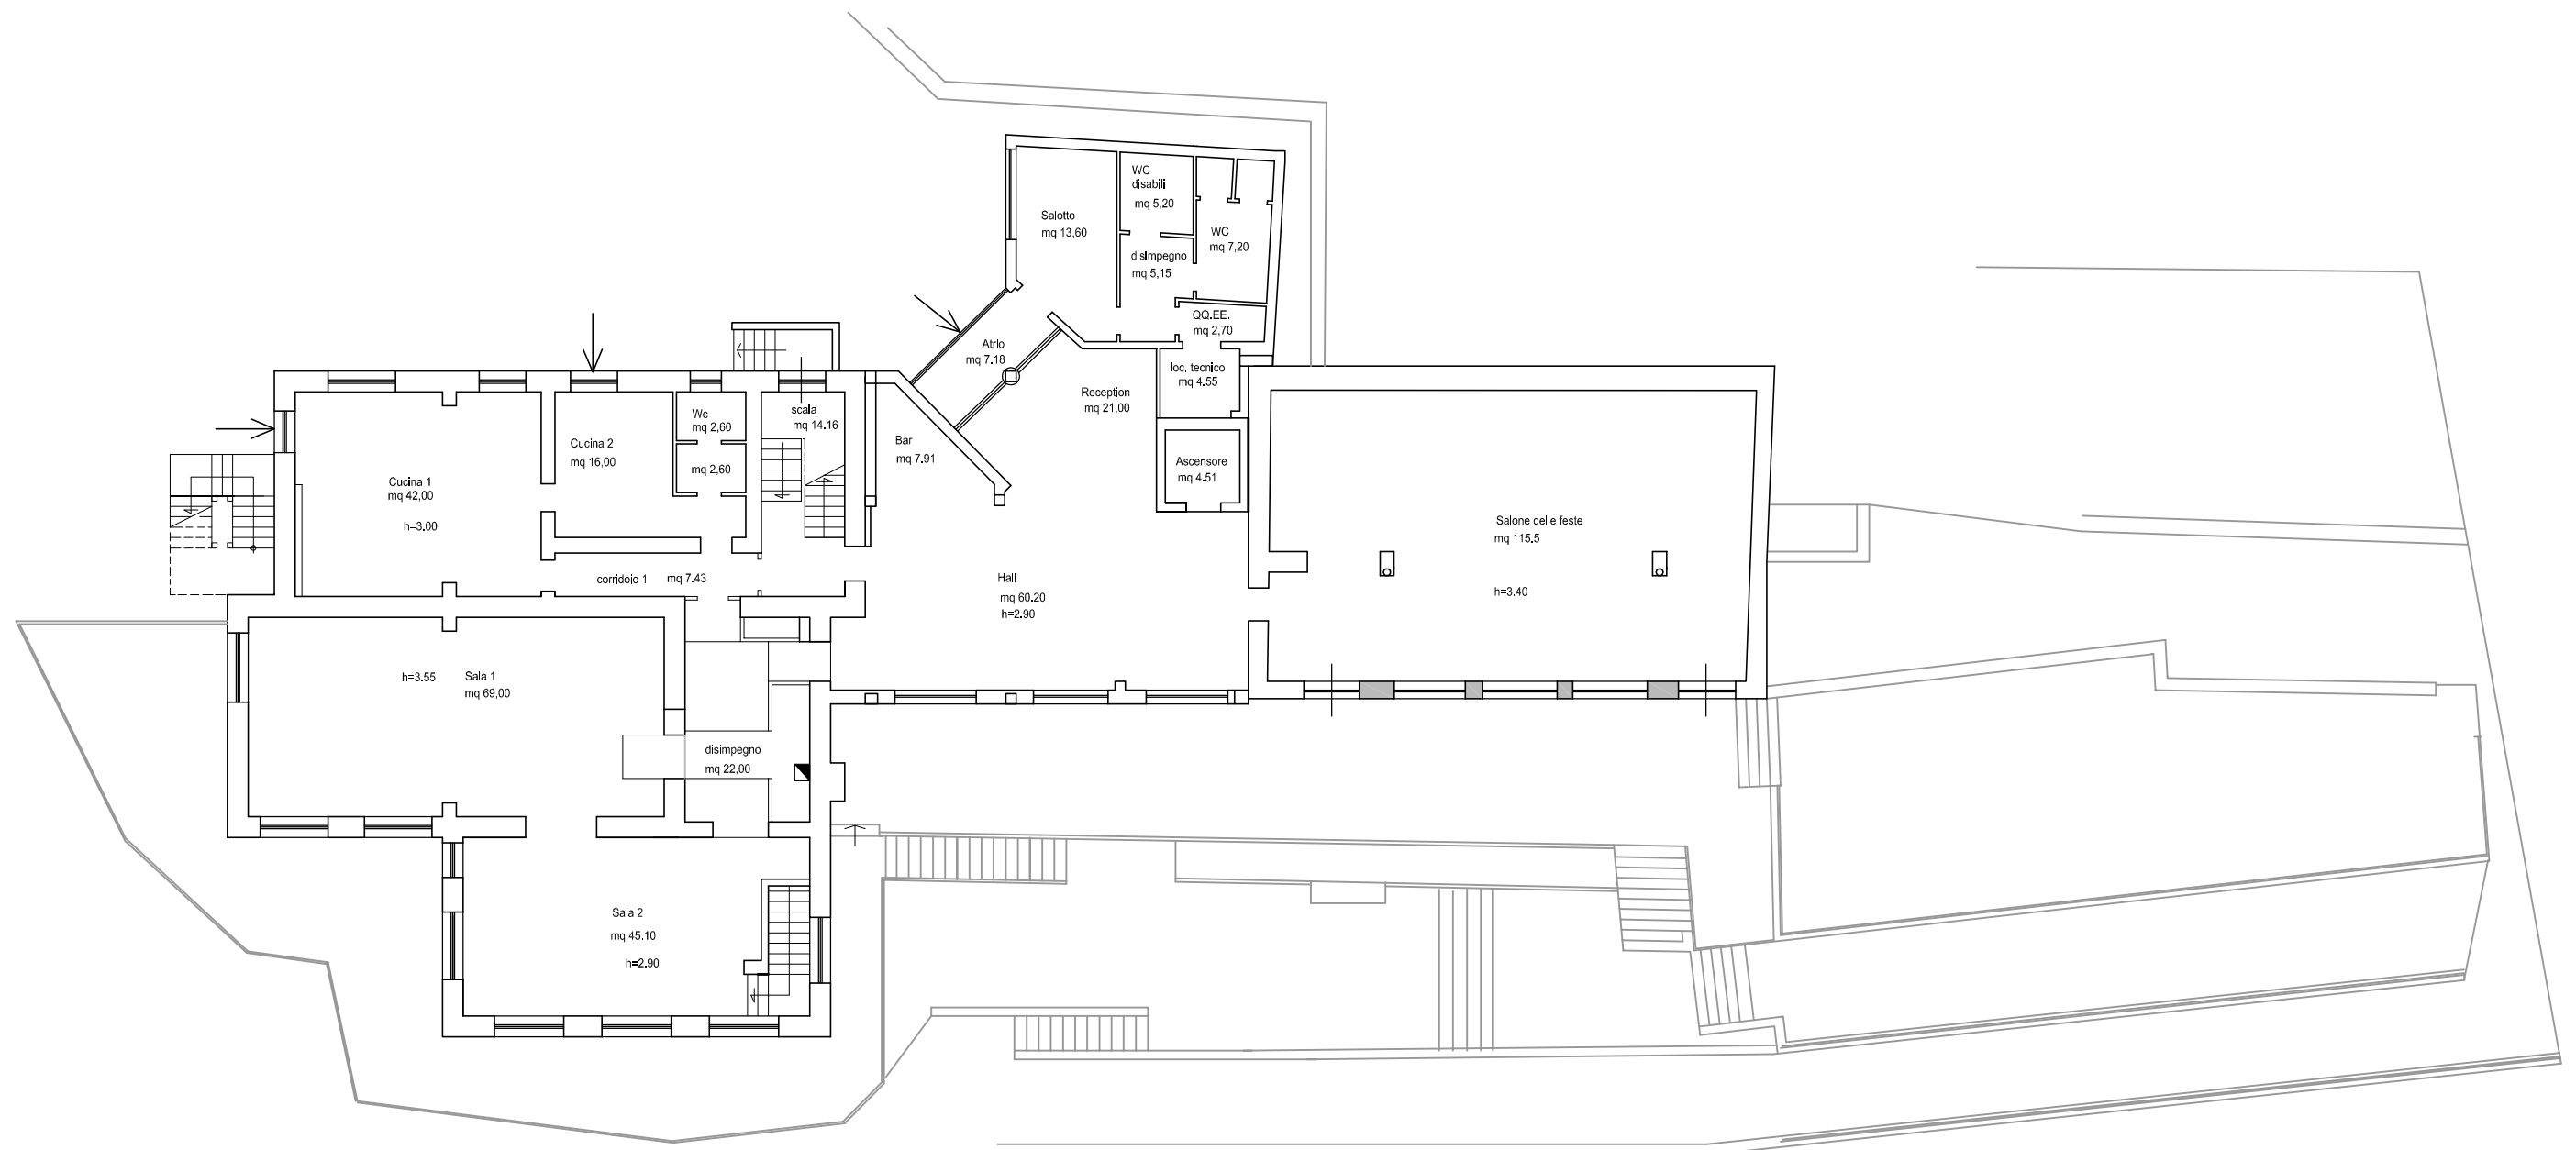 WC
disabili
mq 5,20
Salotto
mq 13,60
WC
mq 7,20
disimpegno
mq 5,15
QQ.EE.
mq 2,70
Atrio
mq 7.18
loc. tecnico
mq 4.55
Reception
mq 21,00
Wc
mq 2,60
scala
mq 14.16
Cucina 2
mq 16,00
Bar
mq 7.91
mq 2,60
Ascensore
mq 4.51
Cucina 1
mq 42,00
h=3.00
Salone delle feste
mq 115.5
h=3.40
corridoio 1 mq 7.43
Hall
mq 60.20
h=2.90
h=3.55 Sala 1
mq 69,00
disimpegno
mq 22,00
Sala 2
mq 45.10
h=2.90